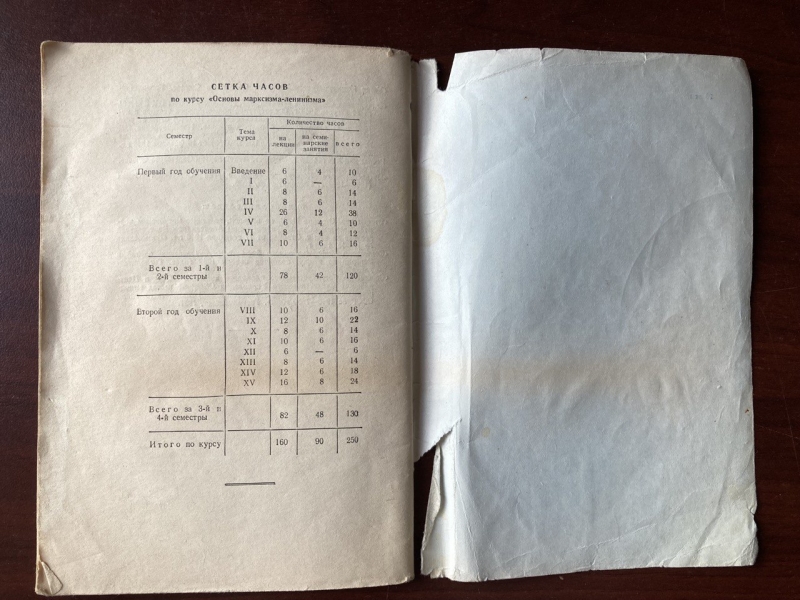 СЕТКА ЧАСОВ
по курсу «Основы марксизма-ленинизма»
Семестр Тема курса Количество часов
на лекции на семинарские занятия всего
Первый год обучения Введение 6 4 10
I 6 — 6
II 8 6 14
III 8 6 14
IV 26 12 38
V 6 4 10
VI 8 4 12
VII 10 6 16
Всего за 1-й и
2-й семестры 78 42 120
Второй год обучения VIII 10 6 16
IX 12 10 22
X 8 6 14
XI 10 6 16
XII 6 — 6
XIII 8 6 14
XIV 12 6 18
XV 16 8 24
Всего за 3-й и
4-й семестры 82 48 130
Итого по курсу 160 90 250